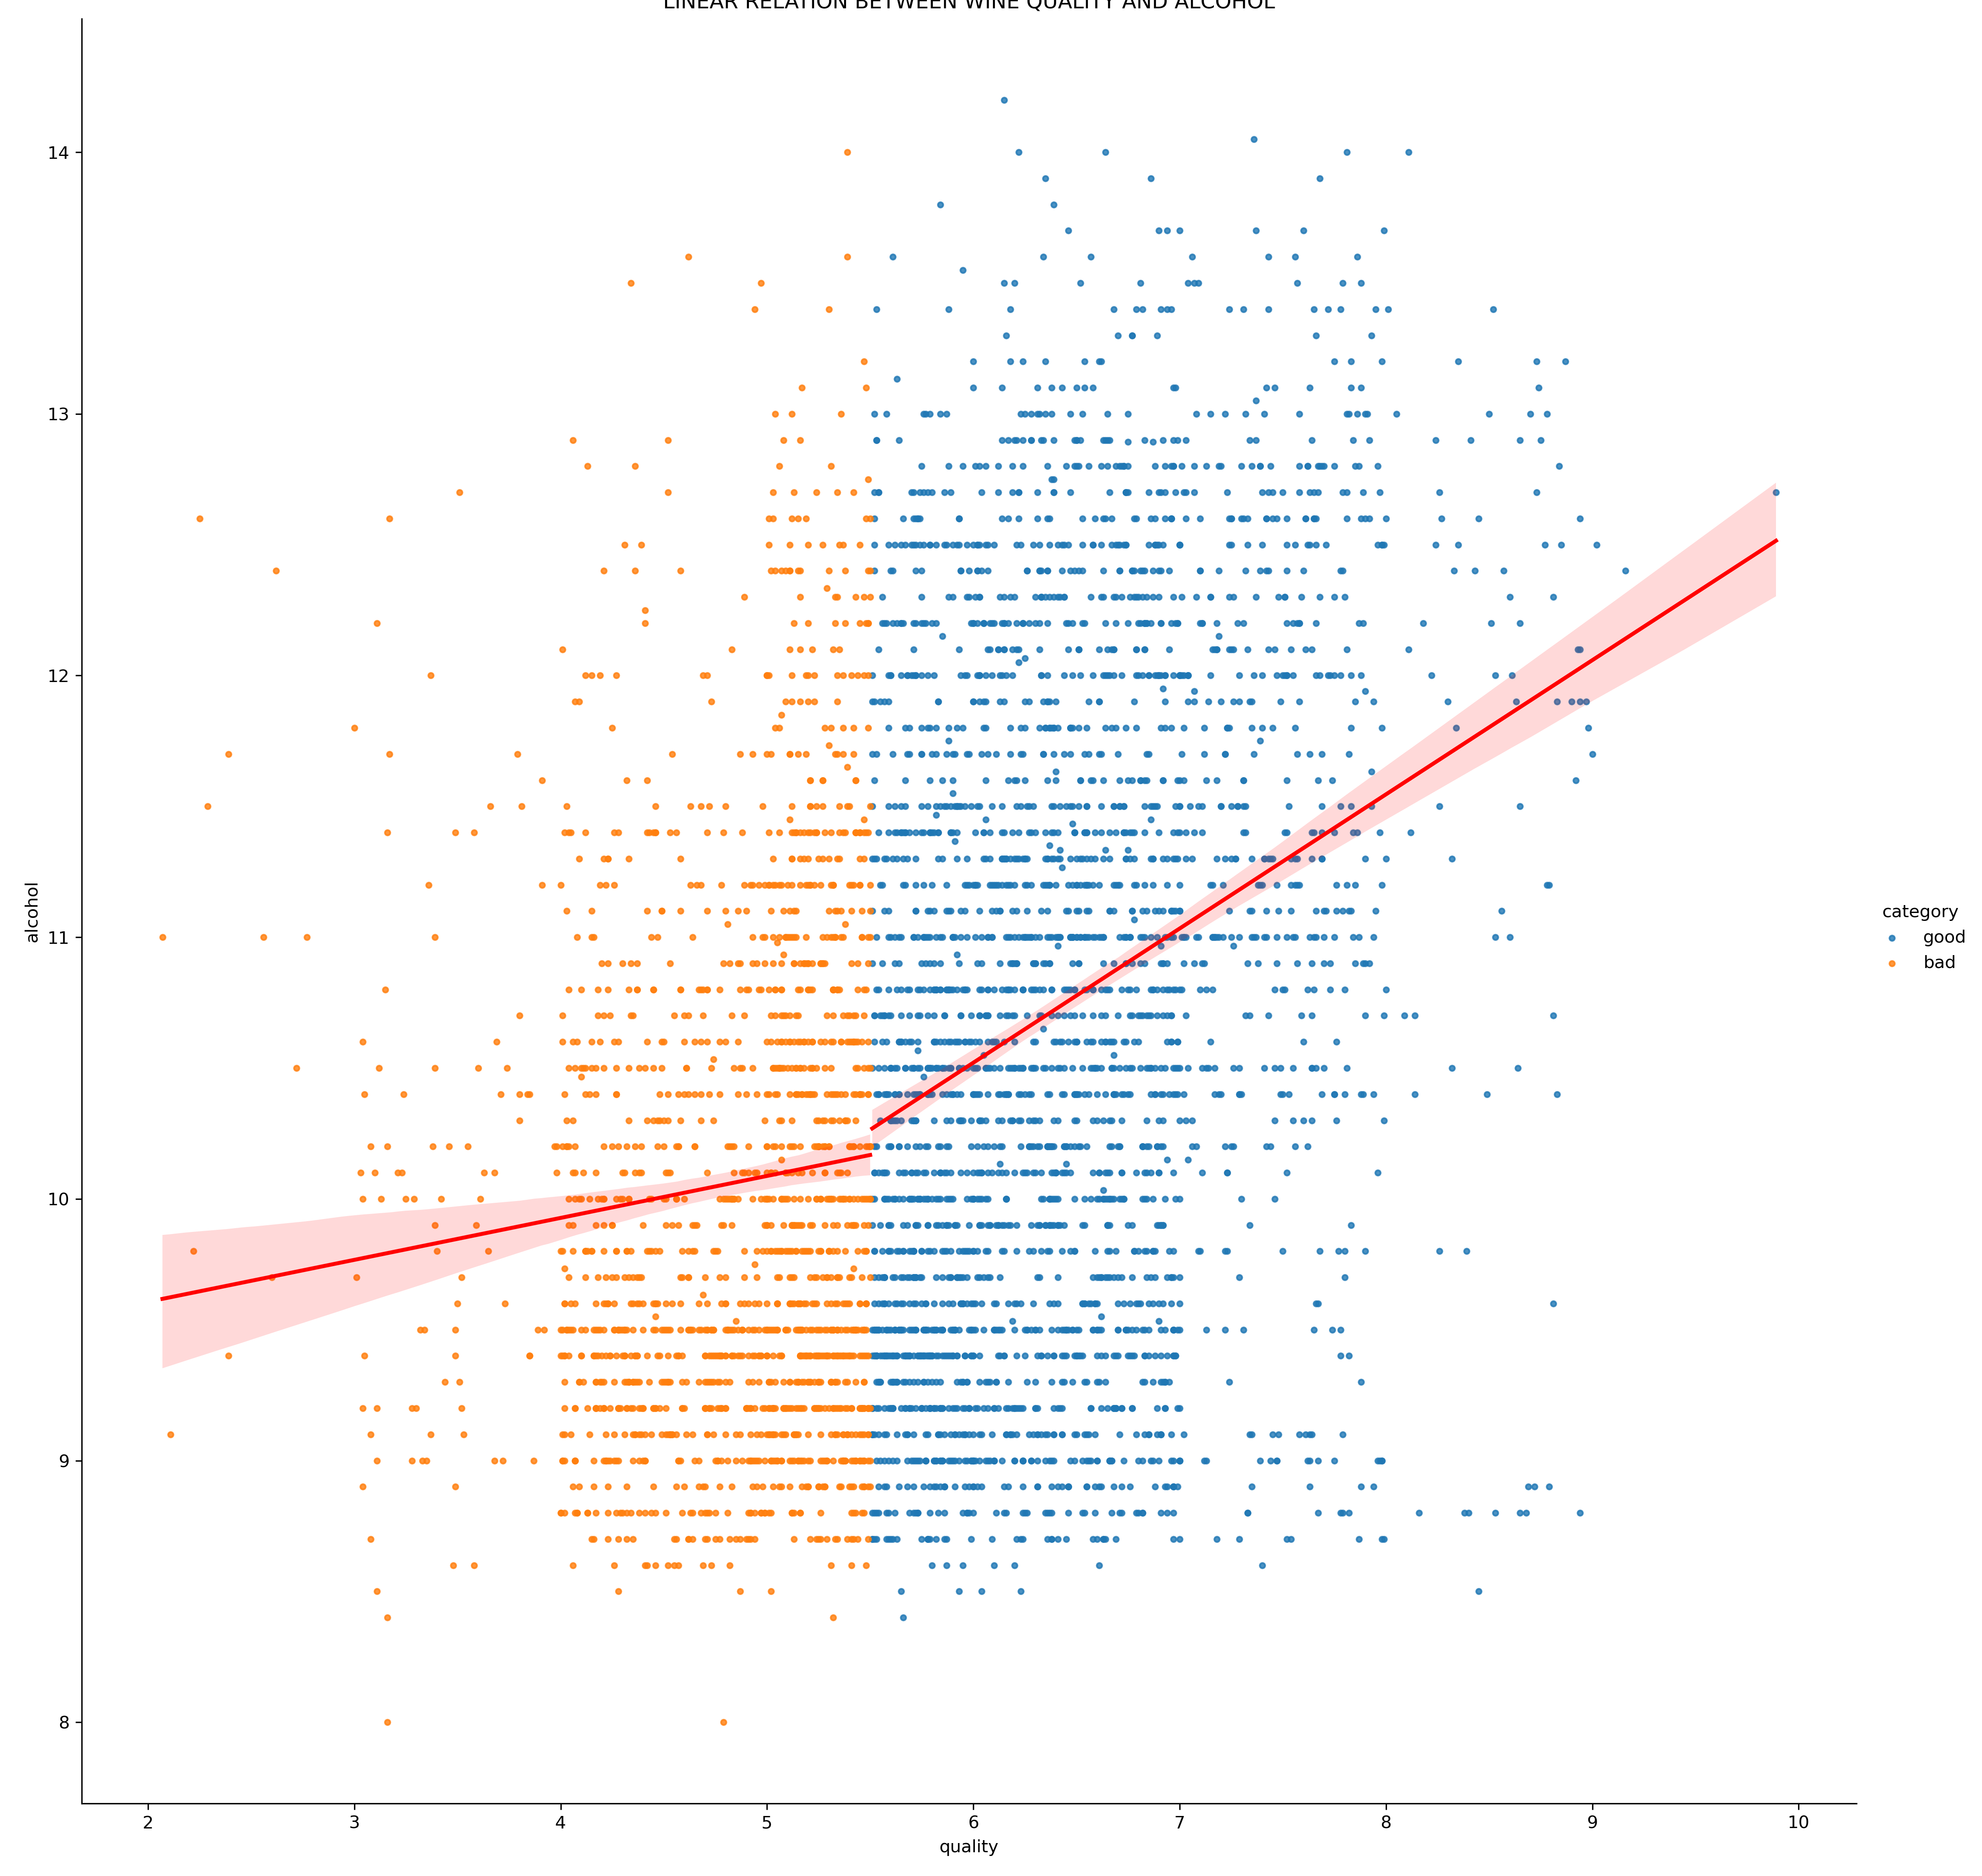 LINEAR RELATION BETWEEN WINE QUALITY AND ALCOHOL
14
13
12
11
10
9
8
alcohol
2 3 4 5 6 7 8 9 10
quality
category
good
bad